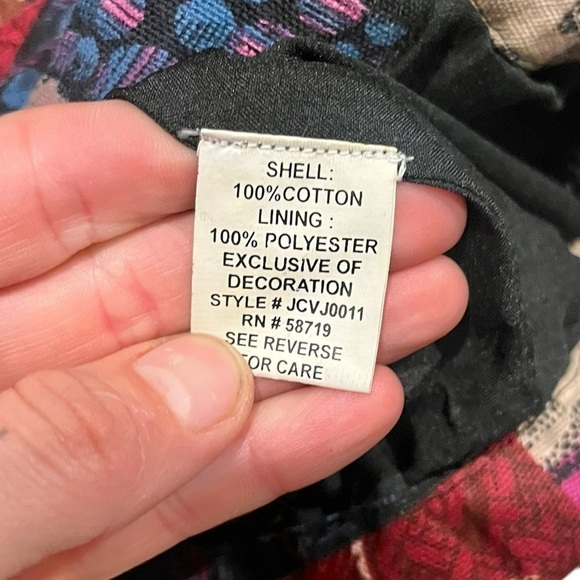 SHELL:
100%COTTON
LINING :
100% POLYESTER
EXCLUSIVE OF
DECORATION
STYLE # JCVJ0011
RN # 58719
SEE REVERSE
FOR CARE